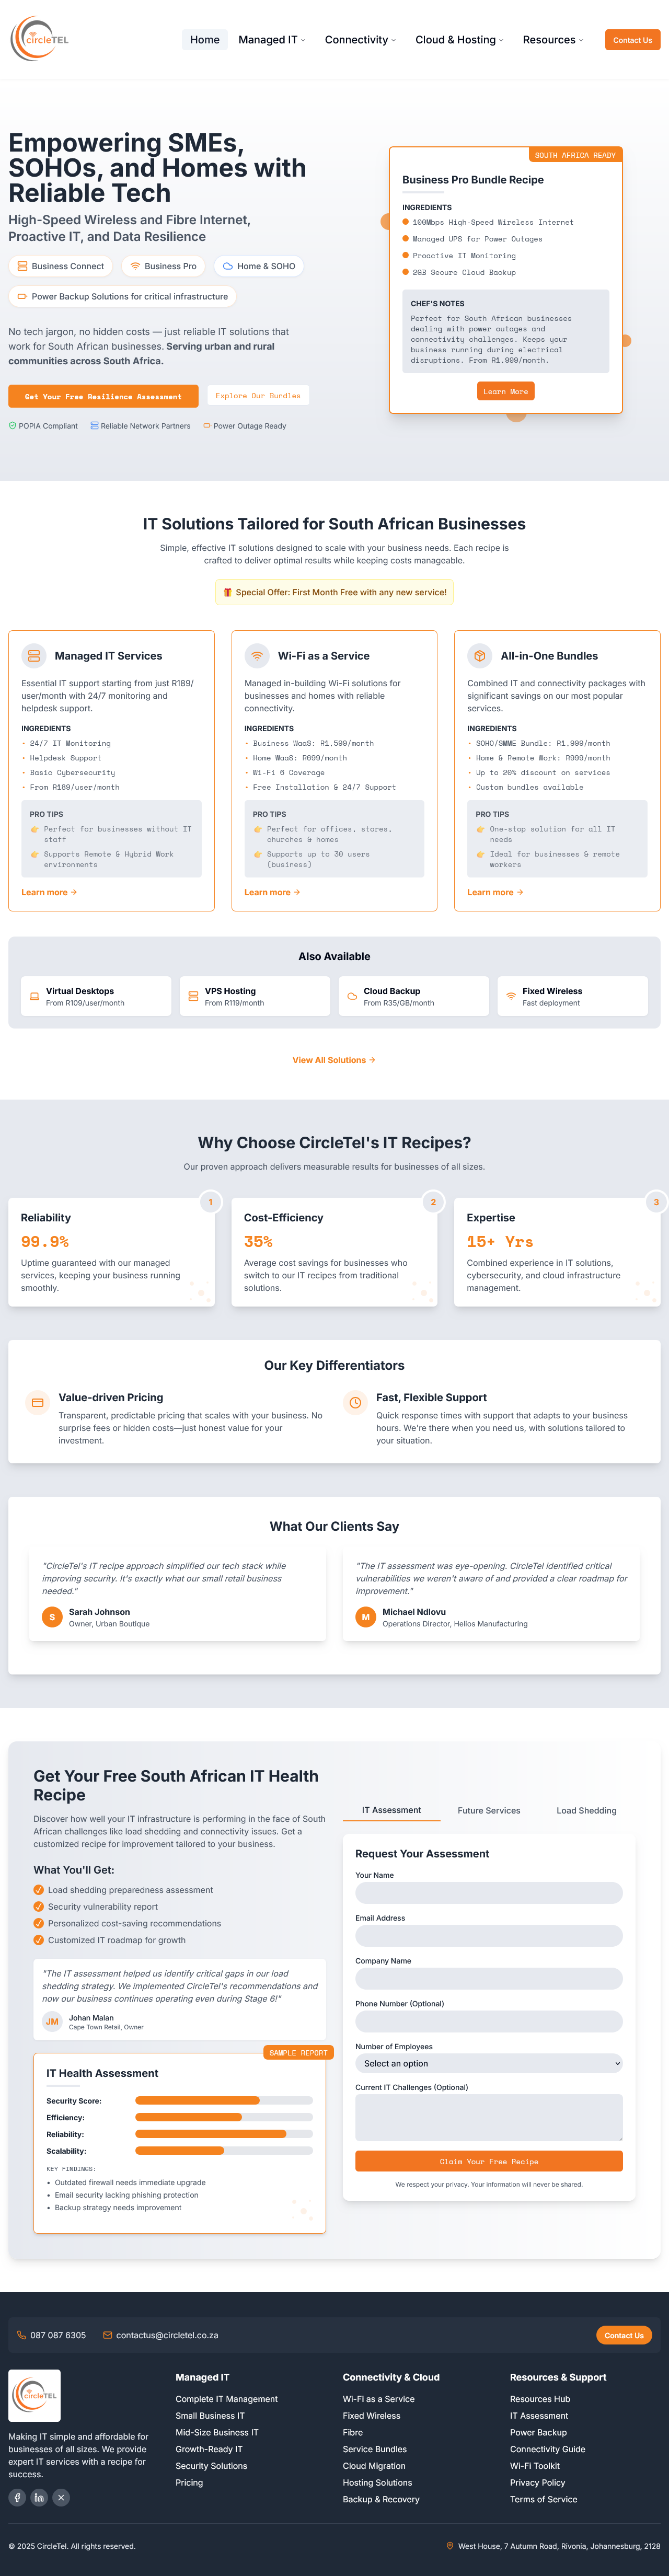 circleTEL
Home
Managed IT
Connectivity
Cloud & Hosting
Resources
Contact Us
Empowering SMEs,
SOHOs, and Homes with
Reliable Tech
High-Speed Wireless and Fibre Internet,
Proactive IT, and Data Resilience
Business Connect
Business Pro
Home & SOHO
Power Backup Solutions for critical infrastructure
No tech jargon, no hidden costs — just reliable IT solutions that
work for South African businesses. Serving urban and rural
communities across South Africa.
Get Your Free Resilience Assessment
Explore Our Bundles
POPIA Compliant
Reliable Network Partners
Power Outage Ready
SOUTH AFRICA READY
Business Pro Bundle Recipe
INGREDIENTS
100Mbps High-Speed Wireless Internet
Managed UPS for Power Outages
Proactive IT Monitoring
2GB Secure Cloud Backup
CHEF'S NOTES
Perfect for South African businesses
dealing with power outages and
connectivity challenges. Keeps your
business running during electrical
disruptions. From R1,999/month.
Learn More
IT Solutions Tailored for South African Businesses
Simple, effective IT solutions designed to scale with your business needs. Each recipe is
crafted to deliver optimal results while keeping costs manageable.
🎁 Special Offer: First Month Free with any new service!
Managed IT Services
Essential IT support starting from just R189/
user/month with 24/7 monitoring and
helpdesk support.
INGREDIENTS
• 24/7 IT Monitoring
• Helpdesk Support
• Basic Cybersecurity
• From R189/user/month
PRO TIPS
👉 Perfect for businesses without IT
staff
👉 Supports Remote & Hybrid Work
environments
Learn more →
Wi-Fi as a Service
Managed in-building Wi-Fi solutions for
businesses and homes with reliable
connectivity.
INGREDIENTS
• Business WaaS: R1,599/month
• Home WaaS: R699/month
• Wi-Fi 6 Coverage
• Free Installation & 24/7 Support
PRO TIPS
👉 Perfect for offices, stores,
churches & homes
👉 Supports up to 30 users
(business)
Learn more →
All-in-One Bundles
Combined IT and connectivity packages with
significant savings on our most popular
services.
INGREDIENTS
• SOHO/SMME Bundle: R1,999/month
• Home & Remote Work: R999/month
• Up to 20% discount on services
• Custom bundles available
PRO TIPS
👉 One-stop solution for all IT
needs
👉 Ideal for businesses & remote
workers
Learn more →
Also Available
Virtual Desktops
From R109/user/month
VPS Hosting
From R119/month
Cloud Backup
From R35/GB/month
Fixed Wireless
Fast deployment
View All Solutions →
Why Choose CircleTel's IT Recipes?
Our proven approach delivers measurable results for businesses of all sizes.
1
Reliability
99.9%
Uptime guaranteed with our managed
services, keeping your business running
smoothly.
2
Cost-Efficiency
35%
Average cost savings for businesses who
switch to our IT recipes from traditional
solutions.
3
Expertise
15+ Yrs
Combined experience in IT solutions,
cybersecurity, and cloud infrastructure
management.
Our Key Differentiators
Value-driven Pricing
Transparent, predictable pricing that scales with your business. No
surprise fees or hidden costs—just honest value for your
investment.
Fast, Flexible Support
Quick response times with support that adapts to your business
hours. We're there when you need us, with solutions tailored to
your situation.
What Our Clients Say
"CircleTel's IT recipe approach simplified our tech stack while
improving security. It's exactly what our small retail business
needed."
S
Sarah Johnson
Owner, Urban Boutique
"The IT assessment was eye-opening. CircleTel identified critical
vulnerabilities we weren't aware of and provided a clear roadmap for
improvement."
M
Michael Ndlovu
Operations Director, Helios Manufacturing
Get Your Free South African IT Health
Recipe
Discover how well your IT infrastructure is performing in the face of South
African challenges like load shedding and connectivity issues. Get a
customized recipe for improvement tailored to your business.
What You'll Get:
Load shedding preparedness assessment
Security vulnerability report
Personalized cost-saving recommendations
Customized IT roadmap for growth
"The IT assessment helped us identify critical gaps in our load
shedding strategy. We implemented CircleTel's recommendations and
now our business continues operating even during Stage 6!"
JM
Johan Malan
Cape Town Retail, Owner
SAMPLE REPORT
IT Health Assessment
Security Score:
Efficiency:
Reliability:
Scalability:
KEY FINDINGS:
• Outdated firewall needs immediate upgrade
• Email security lacking phishing protection
• Backup strategy needs improvement
IT Assessment
Future Services
Load Shedding
Request Your Assessment
Your Name
Email Address
Company Name
Phone Number (Optional)
Number of Employees
Select an option
Current IT Challenges (Optional)
Claim Your Free Recipe
We respect your privacy. Your information will never be shared.
087 087 6305
contactus@circletel.co.za
Contact Us
circleTEL
Making IT simple and affordable for
businesses of all sizes. We provide
expert IT services with a recipe for
success.
Managed IT
Complete IT Management
Small Business IT
Mid-Size Business IT
Growth-Ready IT
Security Solutions
Pricing
Connectivity & Cloud
Wi-Fi as a Service
Fixed Wireless
Fibre
Service Bundles
Cloud Migration
Hosting Solutions
Backup & Recovery
Resources & Support
Resources Hub
IT Assessment
Power Backup
Connectivity Guide
Wi-Fi Toolkit
Privacy Policy
Terms of Service
© 2025 CircleTel. All rights reserved.
West House, 7 Autumn Road, Rivonia, Johannesburg, 2128